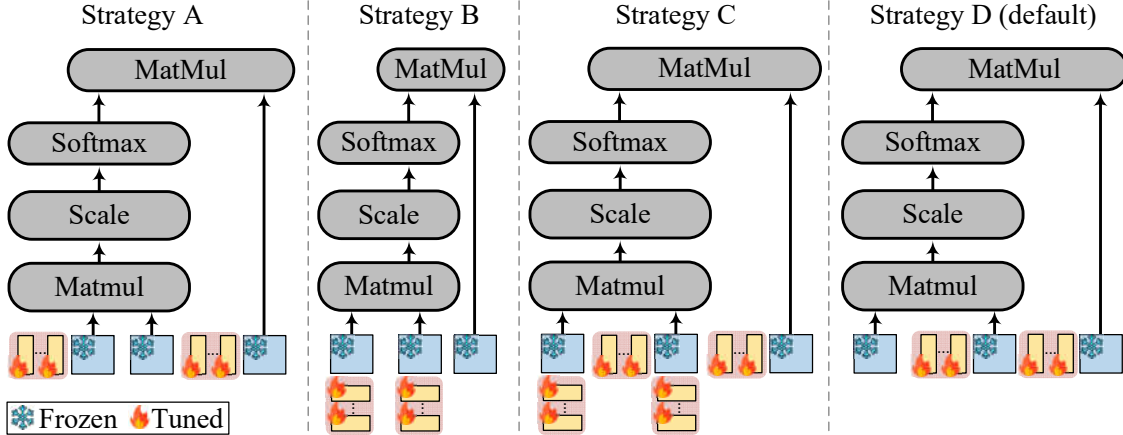 Strategy A
MatMul
Softmax
Scale
Matmul
...
...
Strategy B
MatMul
Softmax
Scale
Matmul
...
...
Strategy C
MatMul
Softmax
Scale
Matmul
...
...
...
...
Strategy D (default)
MatMul
Softmax
Scale
Matmul
...
...
Frozen
Tuned